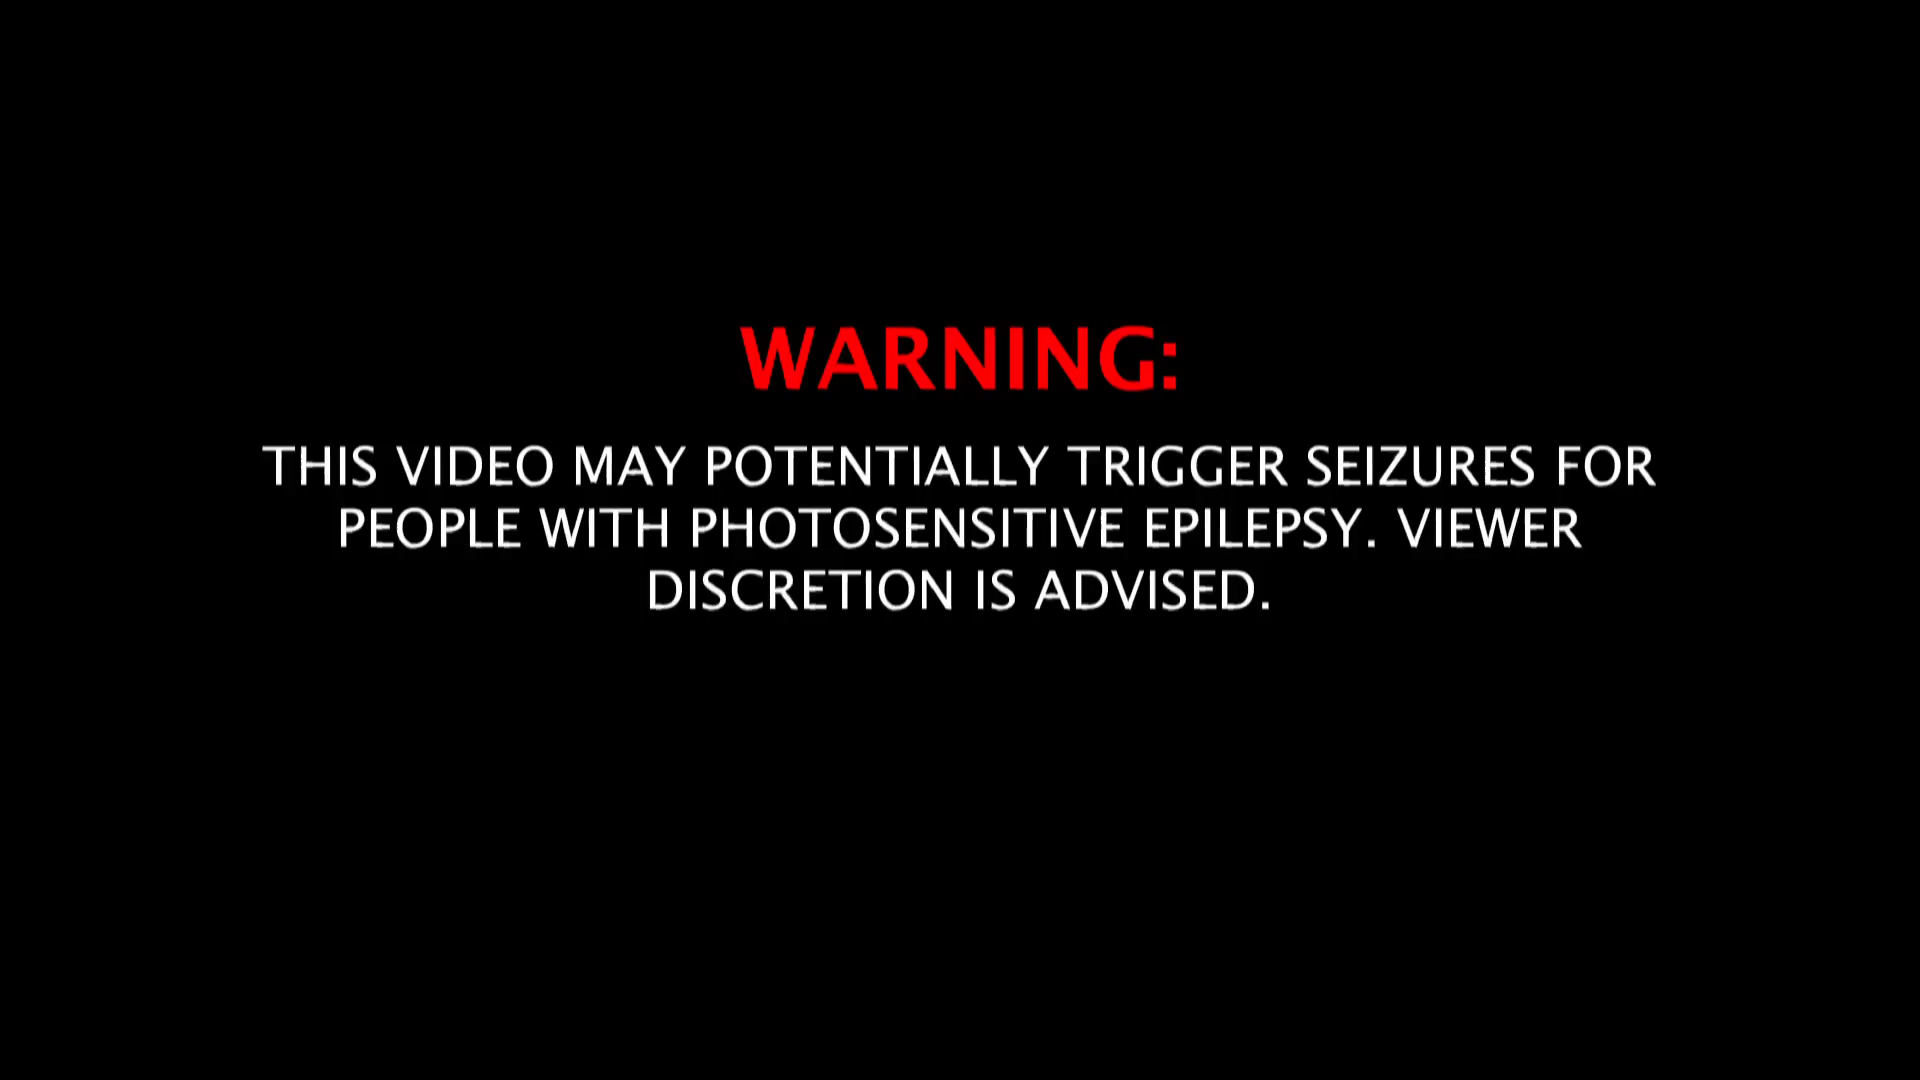 WARNING:
THIS VIDEO MAY POTENTIALLY TRIGGER SEIZURES FOR
PEOPLE WITH PHOTOSENSITIVE EPILEPSY. VIEWER
DISCRETION IS ADVISED.